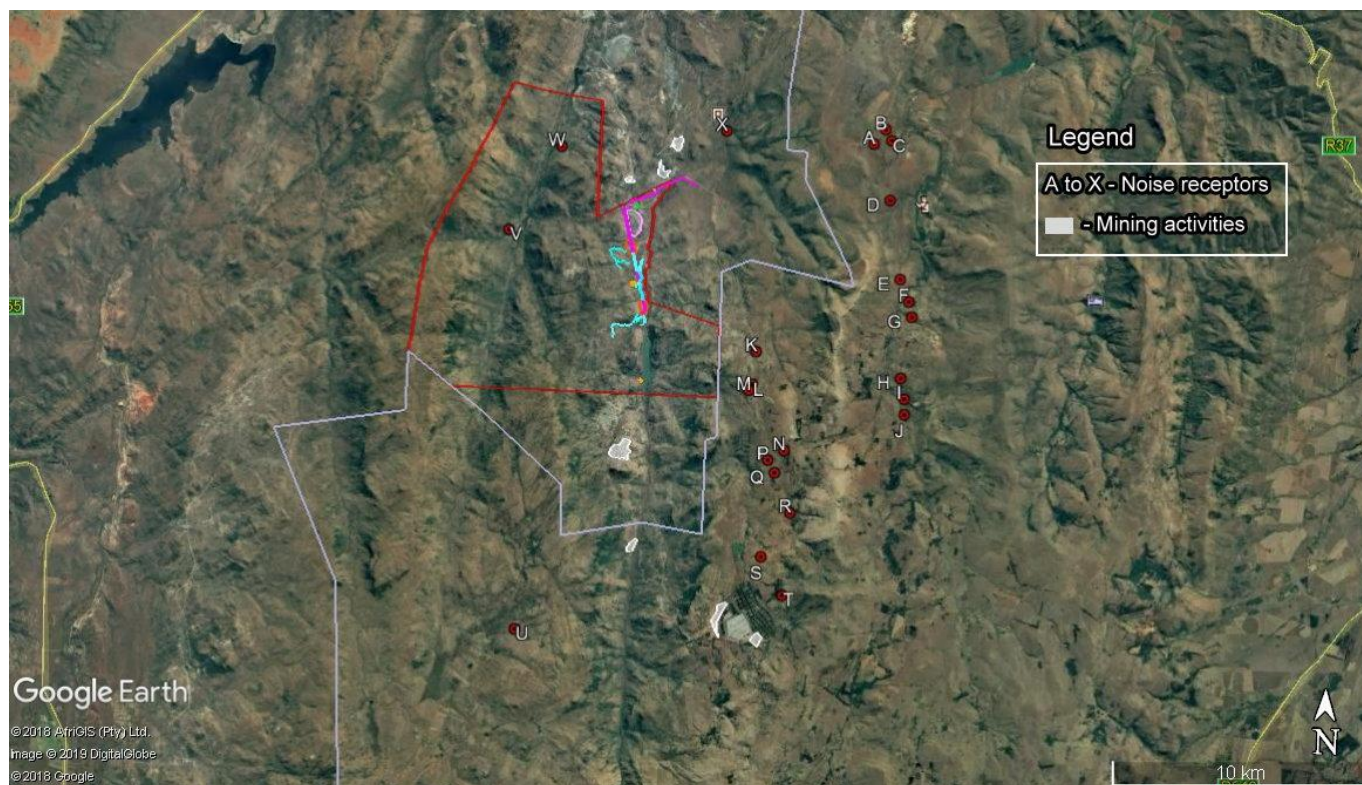 W
X
B
A
C
Legend
R37
A to X - Noise receptors
- Mining activities
D
V
E
F
G
55
K
H
M
L
I
J
N
P
Q
R
S
T
U
Google Earth
© 2018 AfriGIS (Pty) Ltd.
Image © 2019 DigitalGlobe
© 2018 Google
N
10 km